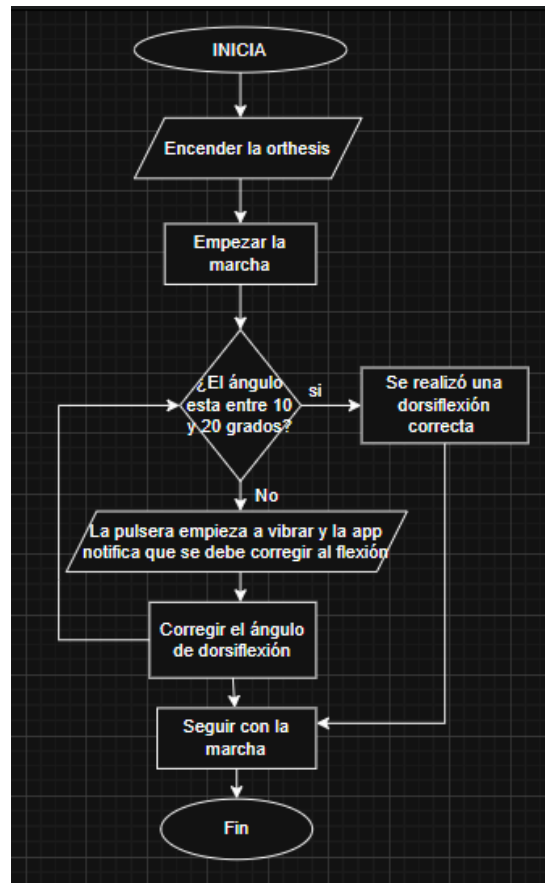 INICIA
Encender la orthesis
Empezar la
marcha
¿El ángulo
esta entre 10
y 20 grados?
si
Se realizó una
dorsiflexión
correcta
No
La pulsera empieza a vibrar y la app
notifica que se debe corregir al flexión
Corregir el ángulo
de dorsiflexión
Seguir con la
marcha
Fin